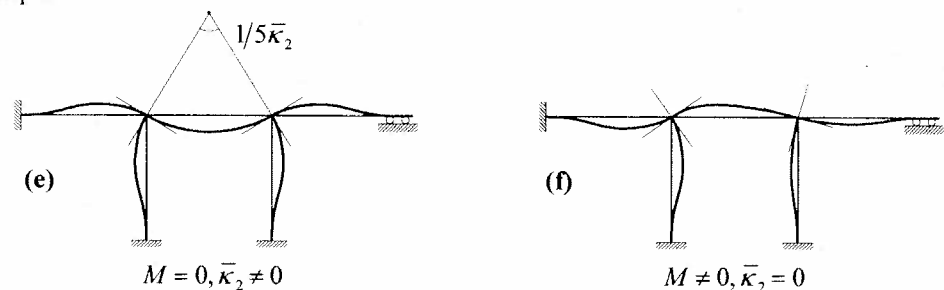 1/5κ̄₂
(e)
(f)
M = 0, κ̄₂ ≠ 0
M ≠ 0, κ̄₂ = 0